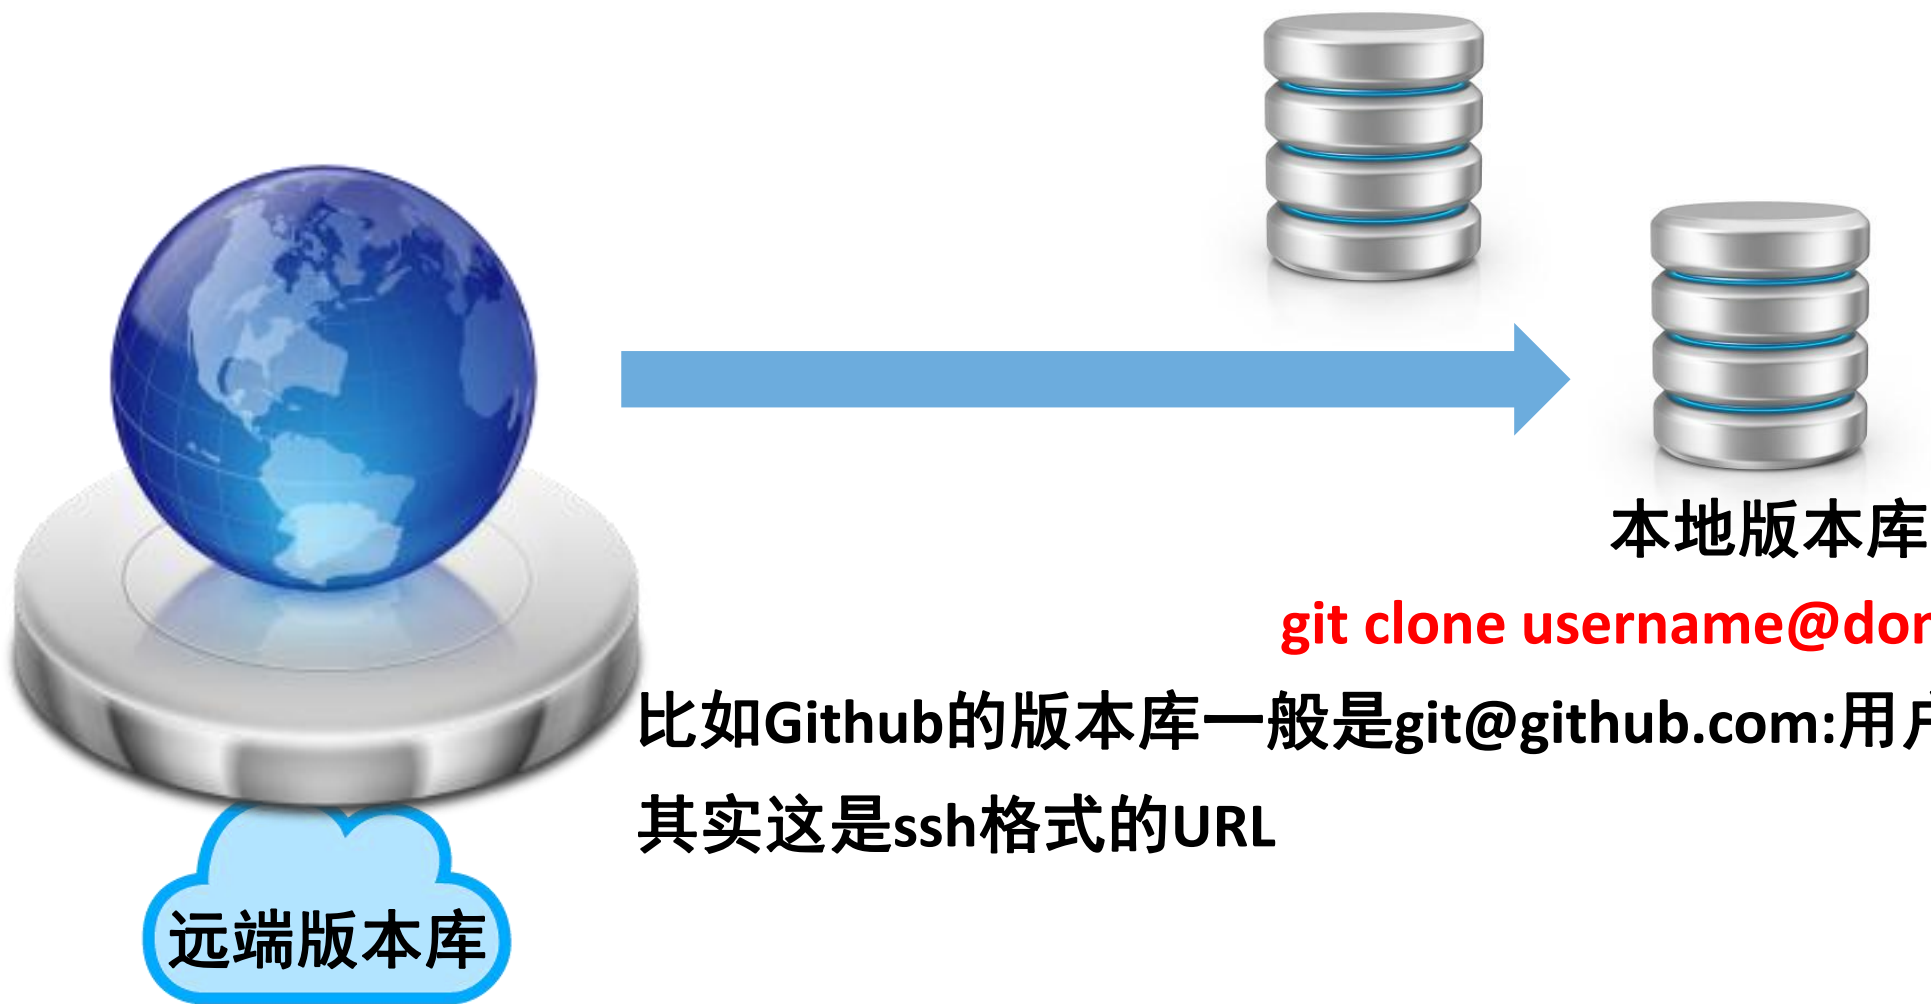 本地版本库
git clone username@
比如Github的版本库一般是git@github.com:用户
其实这是ssh格式的URL
远端版本库